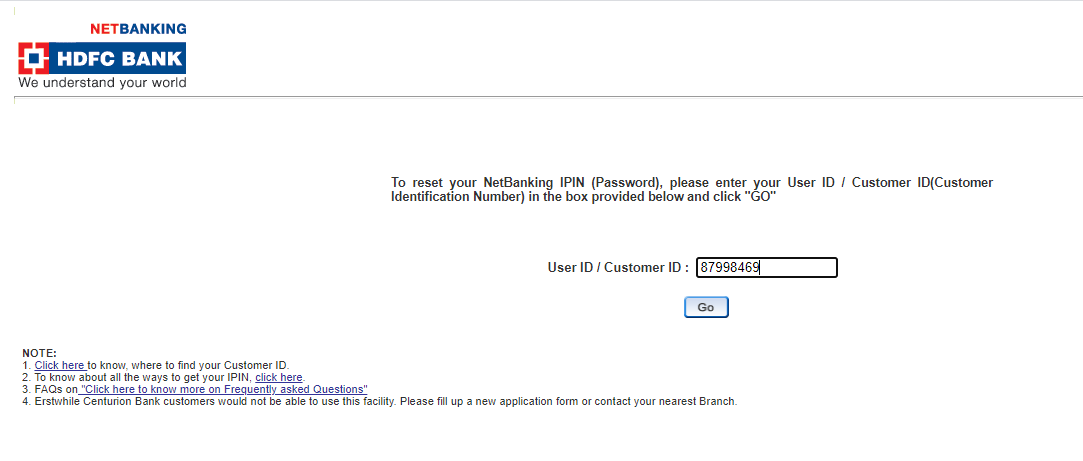 NETBANKING
HDFC BANK
We understand your world
To reset your NetBanking IPIN (Password), please enter your User ID / Customer ID(Customer
Identification Number) in the box provided below and click "GO"
User ID / Customer ID : 87998469
Go
NOTE:
1. Click here to know, where to find your Customer ID.
2. To know about all the ways to get your IPIN, click here.
3. FAQs on "Click here to know more on Frequently asked Questions"
4. Erstwhile Centurion Bank customers would not be able to use this facility. Please fill up a new application form or contact your nearest Branch.